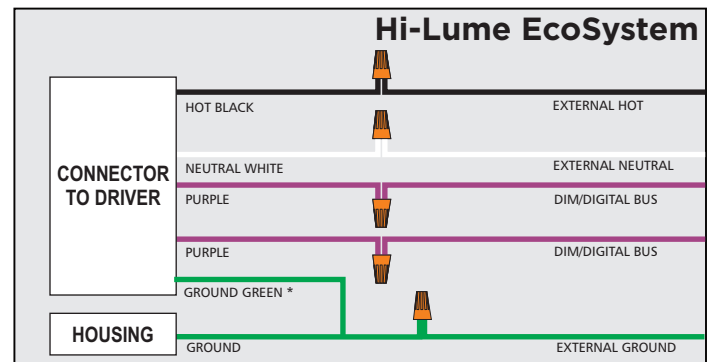 Hi-Lume EcoSystem
HOT BLACK
EXTERNAL HOT
CONNECTOR
TO DRIVER
NEUTRAL WHITE
EXTERNAL NEUTRAL
PURPLE
DIM/DIGITAL BUS
PURPLE
DIM/DIGITAL BUS
GROUND GREEN *
HOUSING
GROUND
EXTERNAL GROUND